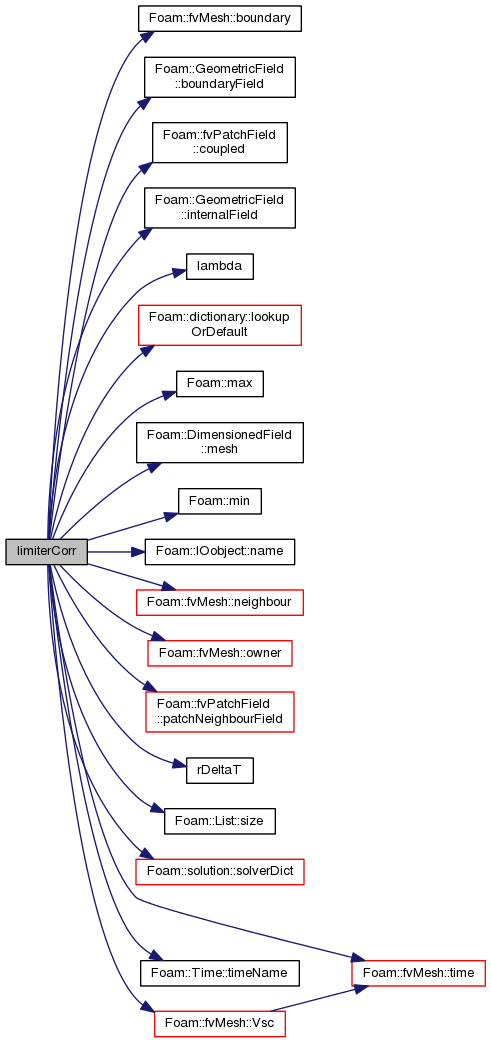 Foam::fvMesh::boundary
Foam::GeometricField
::boundaryField
Foam::fvPatchField
::coupled
Foam::GeometricField
::internalField
lambda
Foam::dictionary::lookup
OrDefault
Foam::max
Foam::DimensionedField
::mesh
Foam::min
limiterCorr
Foam::IOobject::name
Foam::fvMesh::neighbour
Foam::fvMesh::owner
Foam::fvPatchField
::patchNeighbourField
rDeltaT
Foam::List::size
Foam::solution::solverDict
Foam::Time::timeName
Foam::fvMesh::time
Foam::fvMesh::Vsc